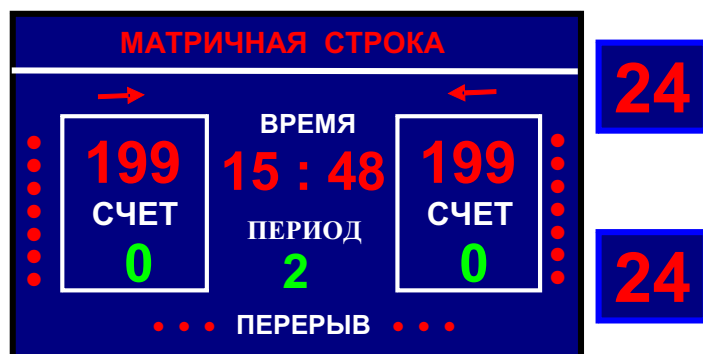 МАТРИЧНАЯ СТРОКА
24
ВРЕМЯ
199 15 : 48 199
СЧЕТ СЧЕТ
ПЕРИОД
0 2 0
24
ПЕРЕРЫВ